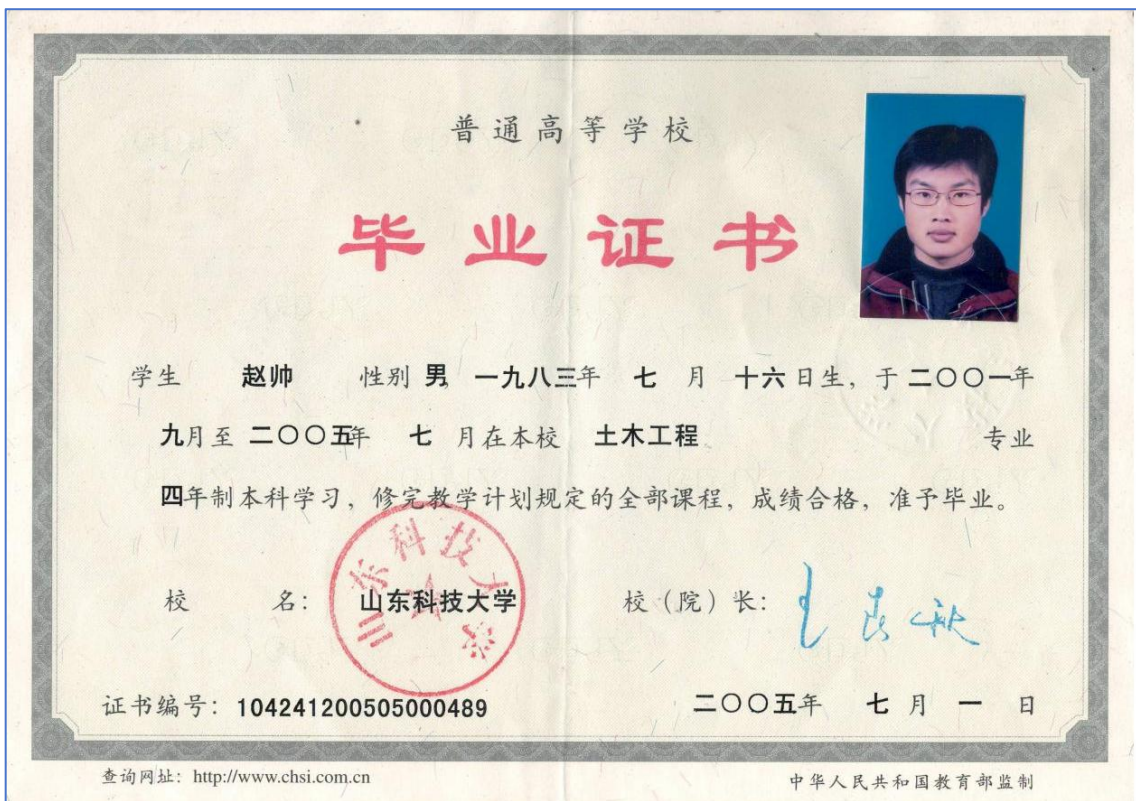 普通高等学校
毕业证书
学生 赵帅 性别 男, 一九八三年 七 月 十六日生, 于二〇〇一年
九月至 二〇〇五年 七 月在本校 土木工程 专业
四年制本科学习, 修完教学计划规定的全部课程, 成绩合格, 准予毕业。
山东科技大学
校 名: 山东科技大学 校(院)长:
证书编号: 104241200505000489 二〇〇五年 七 月 一 日
查询网址: http://www.chsi.com.cn 中华人民共和国教育部监制